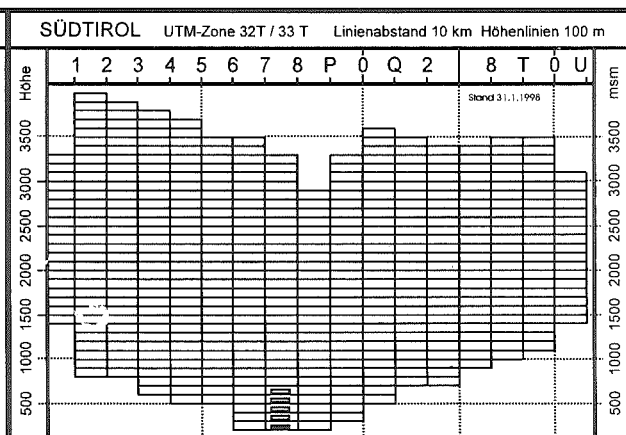 SÜDTIROL UTM-Zone 32T / 33 T Linienabstand 10 km Höhenlinien 100 m
Höhe 1 2 3 4 5 6 7 8 P 0 Q 2 8 T 0 U msm
Stand 31.1.1998
3500 3500
3000 3000
2500 2500
2000 2000
1500 1500
1000 1000
500 500